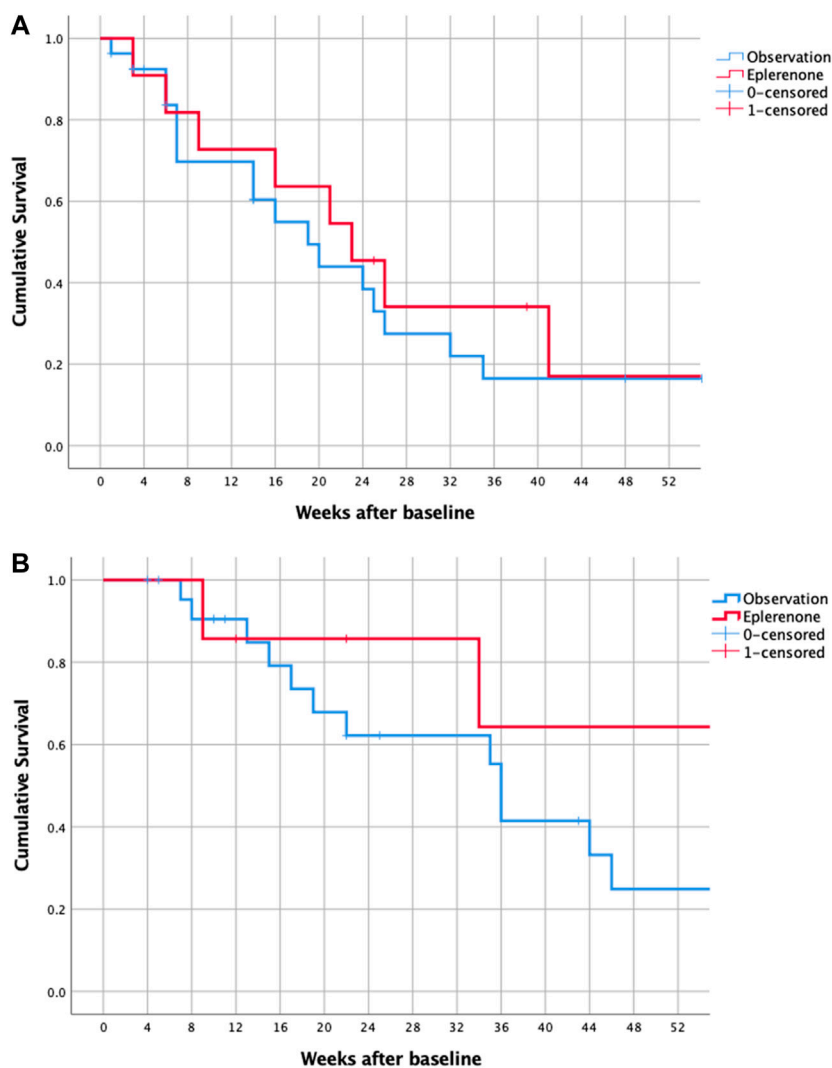 A
Observation
Eplerenone
0-censored
1-censored
1.0
0.8
0.6
0.4
0.2
0.0
Cumulative Survival
0 4 8 12 16 20 24 28 32 36 40 44 48 52
Weeks after baseline
B
Observation
Eplerenone
0-censored
1-censored
1.0
0.8
0.6
0.4
0.2
0.0
Cumulative Survival
0 4 8 12 16 20 24 28 32 36 40 44 48 52
Weeks after baseline